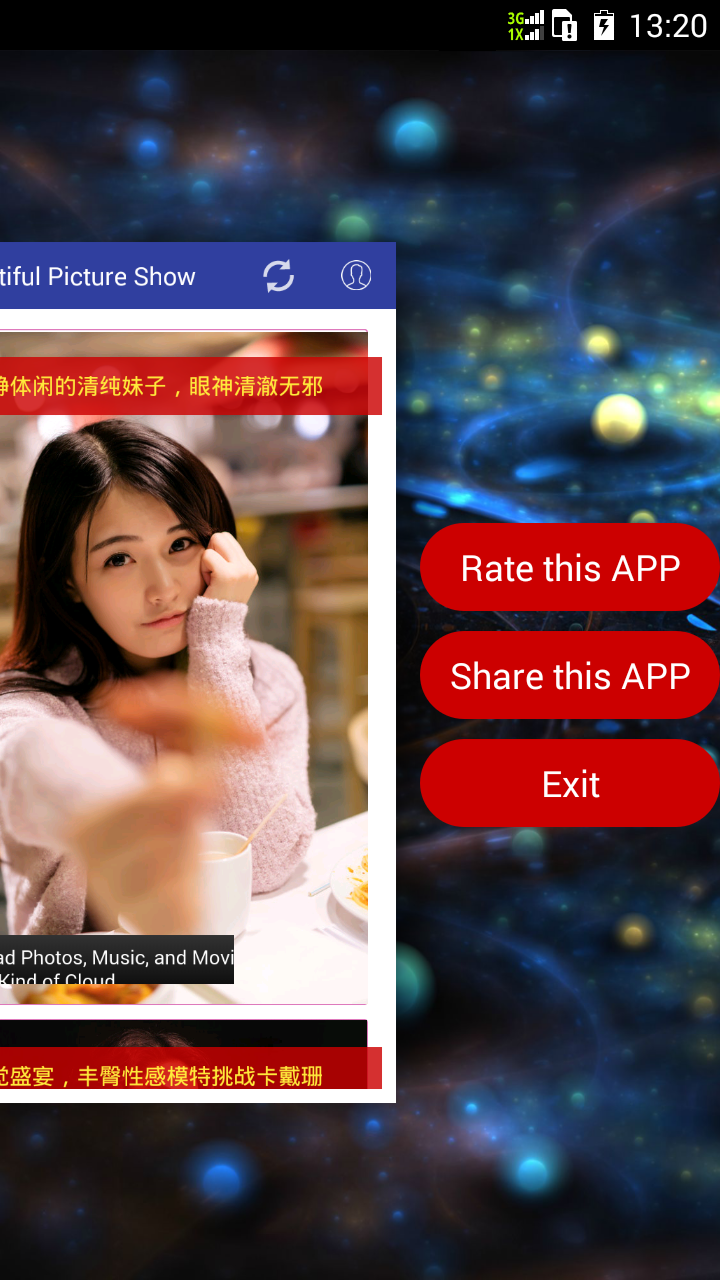 3G
1X
13:20
tiful Picture Show
体闲的清纯妹子，眼神清澈无邪
Rate this APP
Share this APP
Exit
ad Photos, Music, and Movi
Kind of Cloud
盛宴，丰臀性感模特挑战卡戴珊